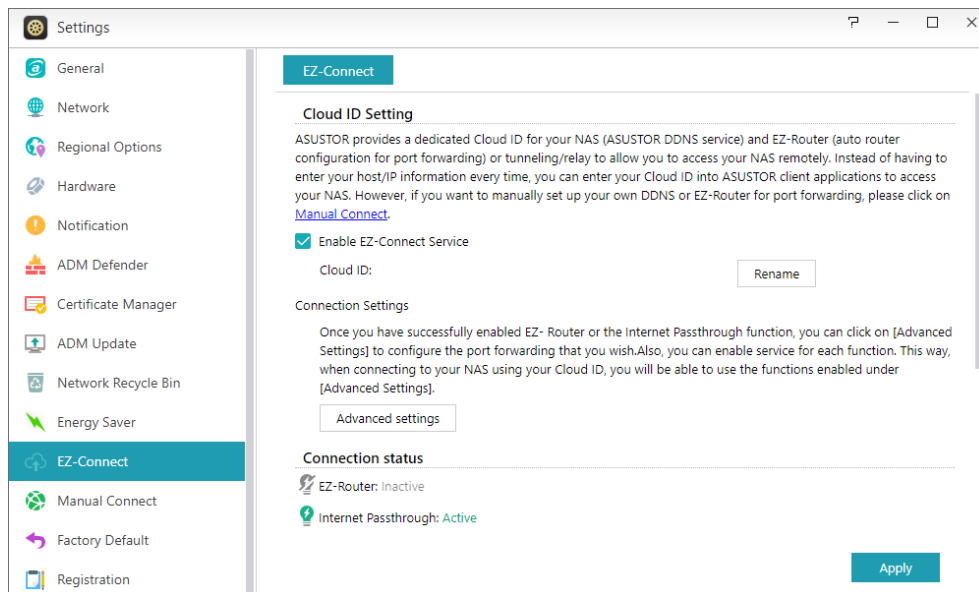 Settings
General
Network
Regional Options
Hardware
Notification
ADM Defender
Certificate Manager
ADM Update
Network Recycle Bin
Energy Saver
EZ-Connect
Manual Connect
Factory Default
Registration
EZ-Connect
Cloud ID Setting
ASUSTOR provides a dedicated Cloud ID for your NAS (ASUSTOR DDNS service) and EZ-Router (auto router
configuration for port forwarding) or tunneling/relay to allow you to access your NAS remotely. Instead of having to
enter your host/IP information every time, you can enter your Cloud ID into ASUSTOR client applications to access
your NAS. However, if you want to manually set up your own DDNS or EZ-Router for port forwarding, please click on
Manual Connect.
Enable EZ-Connect Service
Cloud ID:
Rename
Connection Settings
Once you have successfully enabled EZ- Router or the Internet Passthrough function, you can click on [Advanced
Settings] to configure the port forwarding that you wish.Also, you can enable service for each function. This way,
when connecting to your NAS using your Cloud ID, you will be able to use the functions enabled under
[Advanced Settings].
Advanced settings
Connection status
EZ-Router: Inactive
Internet Passthrough: Active
Apply